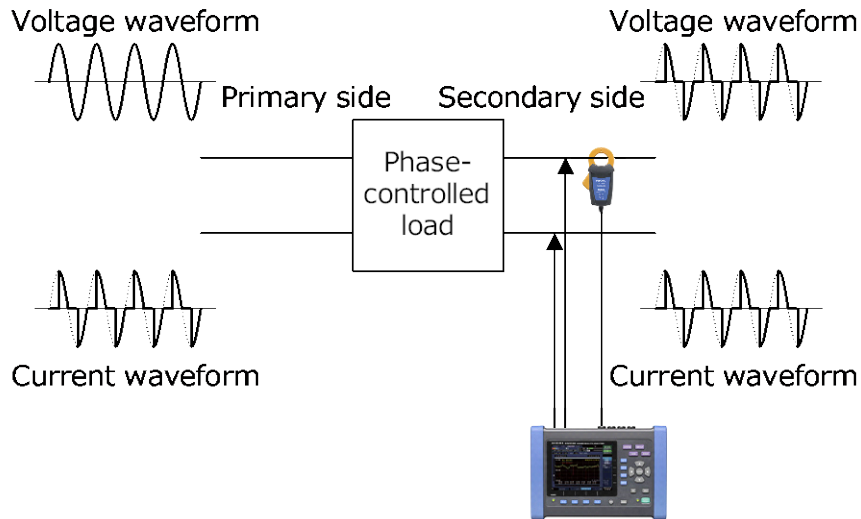 Voltage waveform
Voltage waveform
Primary side
Secondary side
Phase-
controlled
load
Current waveform
Current waveform